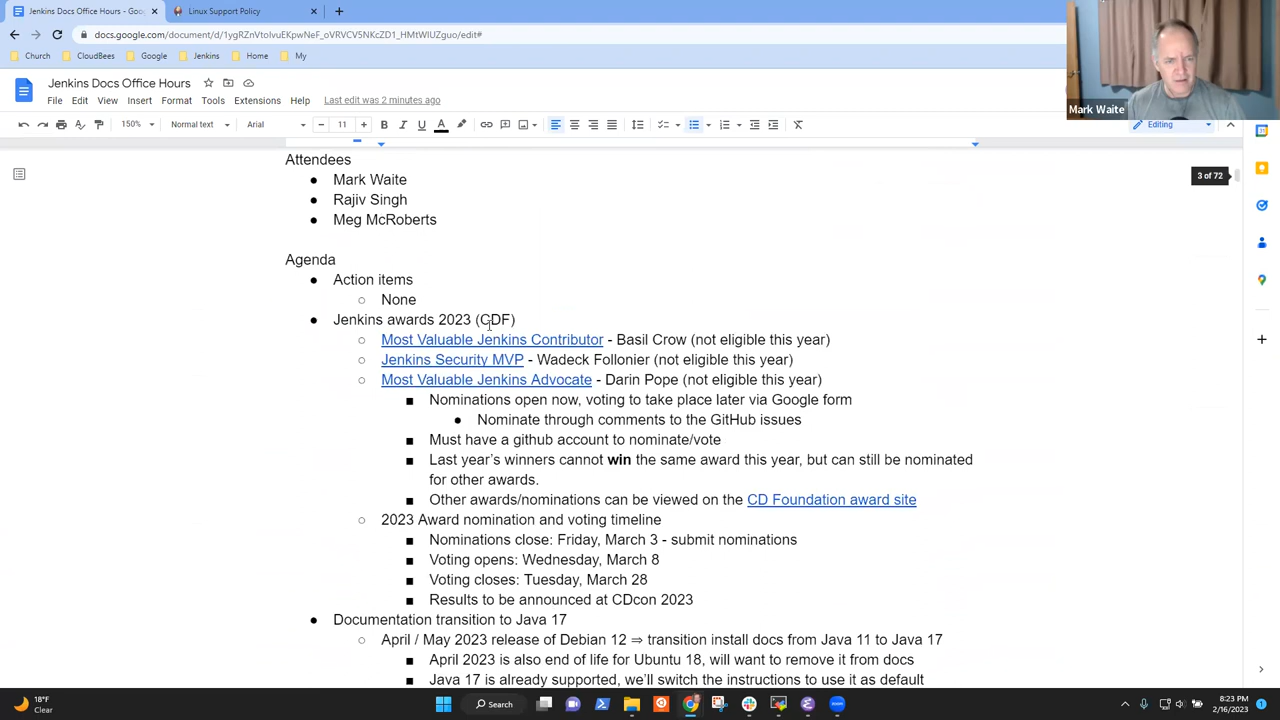 Jenkins Docs Office Hours - Goo
Linux Support Policy
docs.google.com/document/d/1ygRZnVtoIvuEKpwNeF_oVRVCV5NKcZD1_HMtWIUZguo/edit#
Church CloudBees Google Jenkins Home My
Jenkins Docs Office Hours
File Edit View Insert Format Tools Extensions Help Last edit was 2 minutes ago
150% Normal text Arial 11 Editing
Mark Waite
3 of 72
Attendees
● Mark Waite
● Rajiv Singh
● Meg McRoberts
Agenda
● Action items
○ None
● Jenkins awards 2023 (CDF)
○ Most Valuable Jenkins Contributor - Basil Crow (not eligible this year)
○ Jenkins Security MVP - Wadeck Follonier (not eligible this year)
○ Most Valuable Jenkins Advocate - Darin Pope (not eligible this year)
■ Nominations open now, voting to take place later via Google form
● Nominate through comments to the GitHub issues
■ Must have a github account to nominate/vote
■ Last year's winners cannot win the same award this year, but can still be nominated
for other awards.
■ Other awards/nominations can be viewed on the CD Foundation award site
○ 2023 Award nomination and voting timeline
■ Nominations close: Friday, March 3 - submit nominations
■ Voting opens: Wednesday, March 8
■ Voting closes: Tuesday, March 28
■ Results to be announced at CDcon 2023
● Documentation transition to Java 17
○ April / May 2023 release of Debian 12 ⇒ transition install docs from Java 11 to Java 17
■ April 2023 is also end of life for Ubuntu 18, will want to remove it from docs
■ Java 17 is already supported, we'll switch the instructions to use it as default
18°F
Clear
Search
8:23 PM
2/16/2023